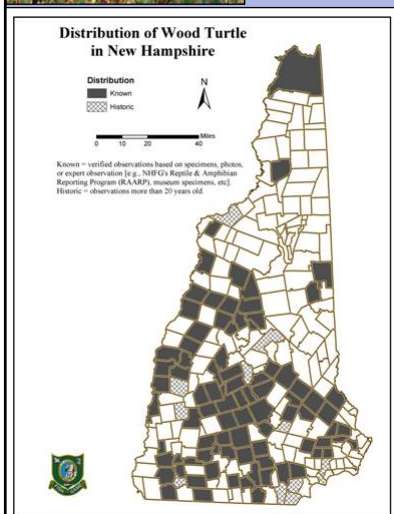 Distribution of Wood Turtle
in New Hampshire
Distribution
Known
Historic
N
Miles
0 10 20 40
Known = verified observations based on specimens, photos,
or expert observation [e.g., NHFG's Reptile & Amphibian
Reporting Program (RAARP), museum specimens, etc]
Historic = observations more than 20 years old.